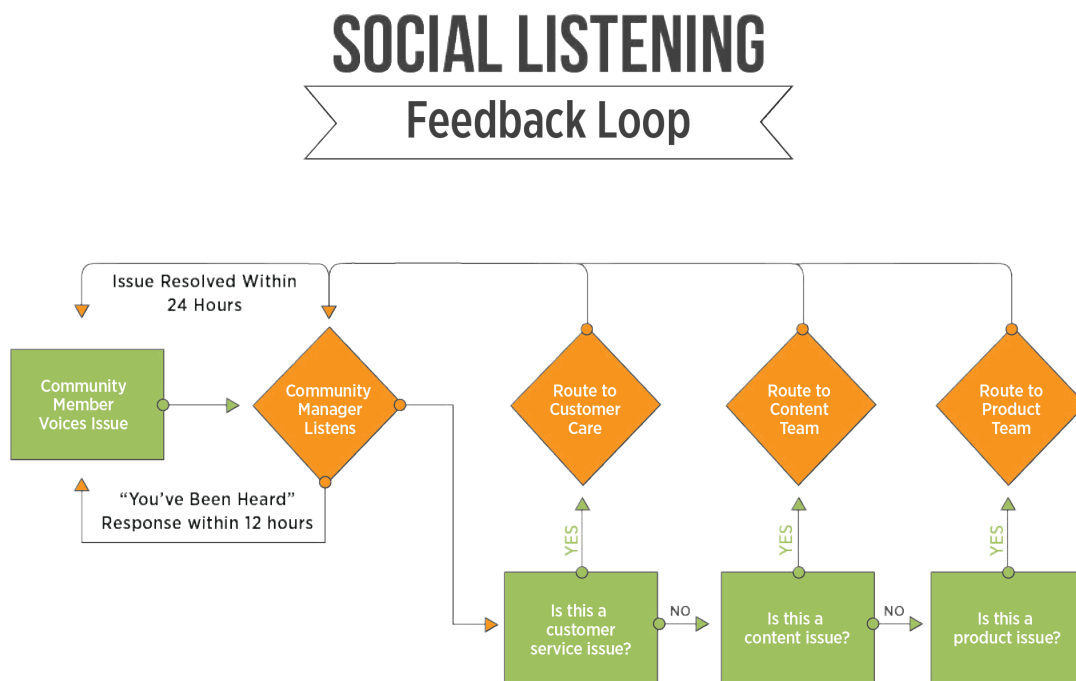 SOCIAL LISTENING
Feedback Loop
Issue Resolved Within
24 Hours
Community
Member
Voices Issue
Community
Manager
Listens
Route to
Customer
Care
Route to
Content
Team
Route to
Product
Team
“You’ve Been Heard”
Response within 12 hours
YES
YES
YES
Is this a
customer
service issue?
NO
Is this a
content issue?
NO
Is this a
product issue?